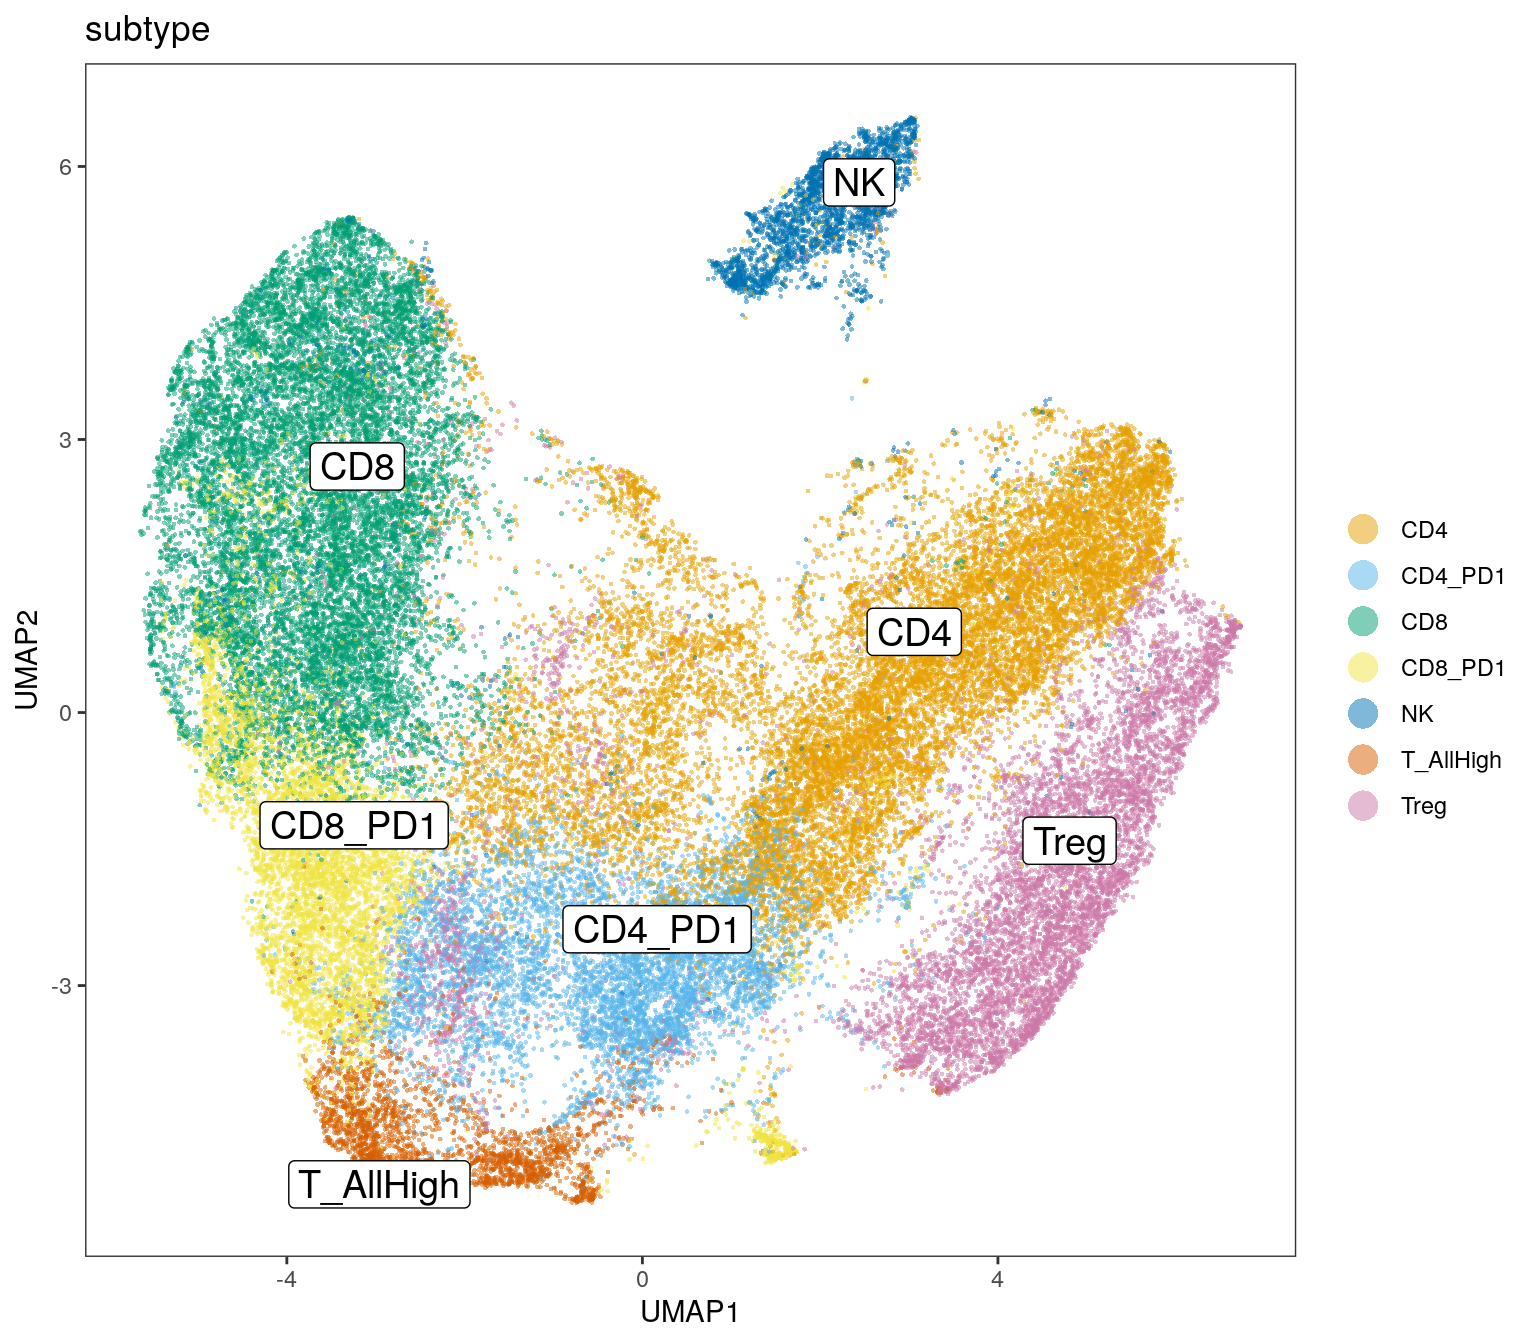 subtype
NK
CD8
CD4
CD8_PD1
Treg
CD4_PD1
T_AllHigh
6
3
0
-3
-4
0
4
UMAP1
UMAP2
CD4
CD4_PD1
CD8
CD8_PD1
NK
T_AllHigh
Treg